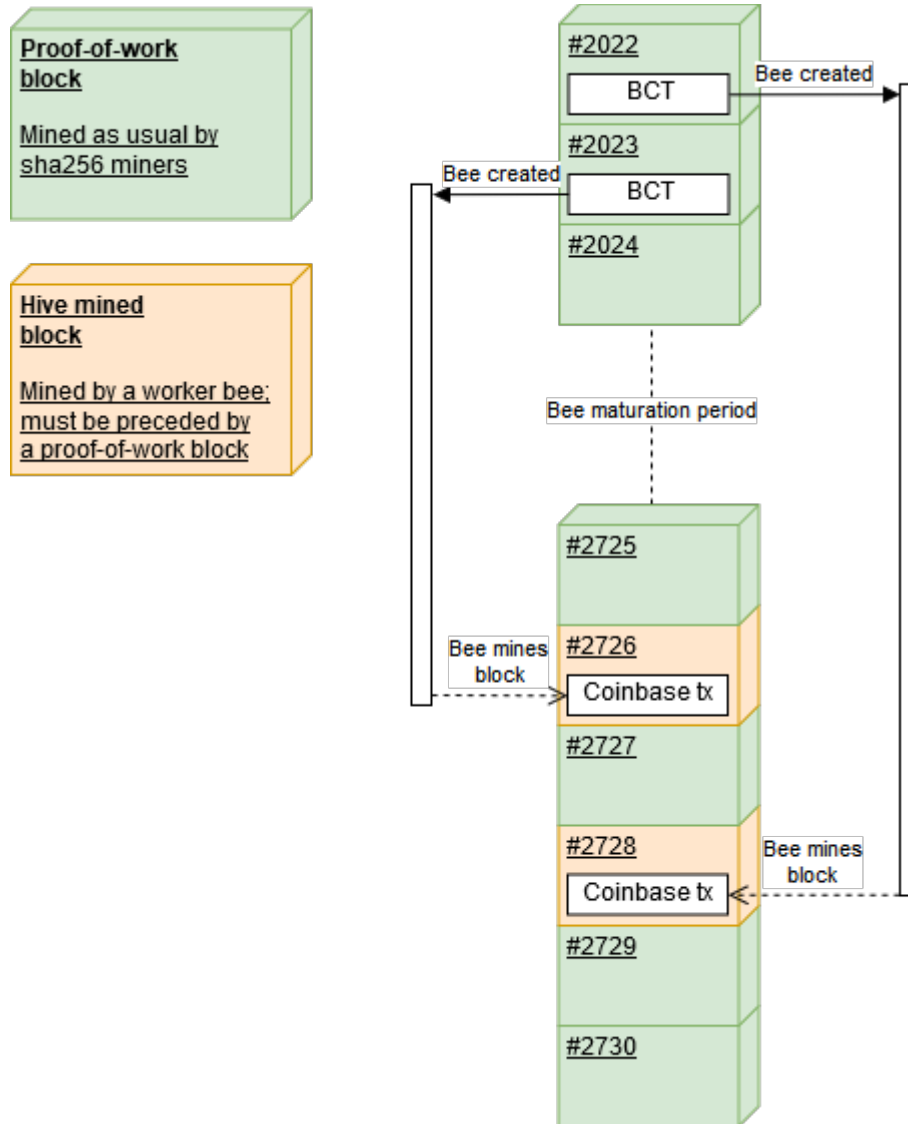 Proof-of-work
block
Mined as usual by
sha256 miners
Hive mined
block
Mined by a worker bee;
must be preceded by
a proof-of-work block
#2022
BCT
Bee created
#2023
Bee created
BCT
#2024
Bee maturation period
#2725
#2726
Bee mines
block
Coinbase tx
#2727
#2728
Bee mines
block
Coinbase tx
#2729
#2730